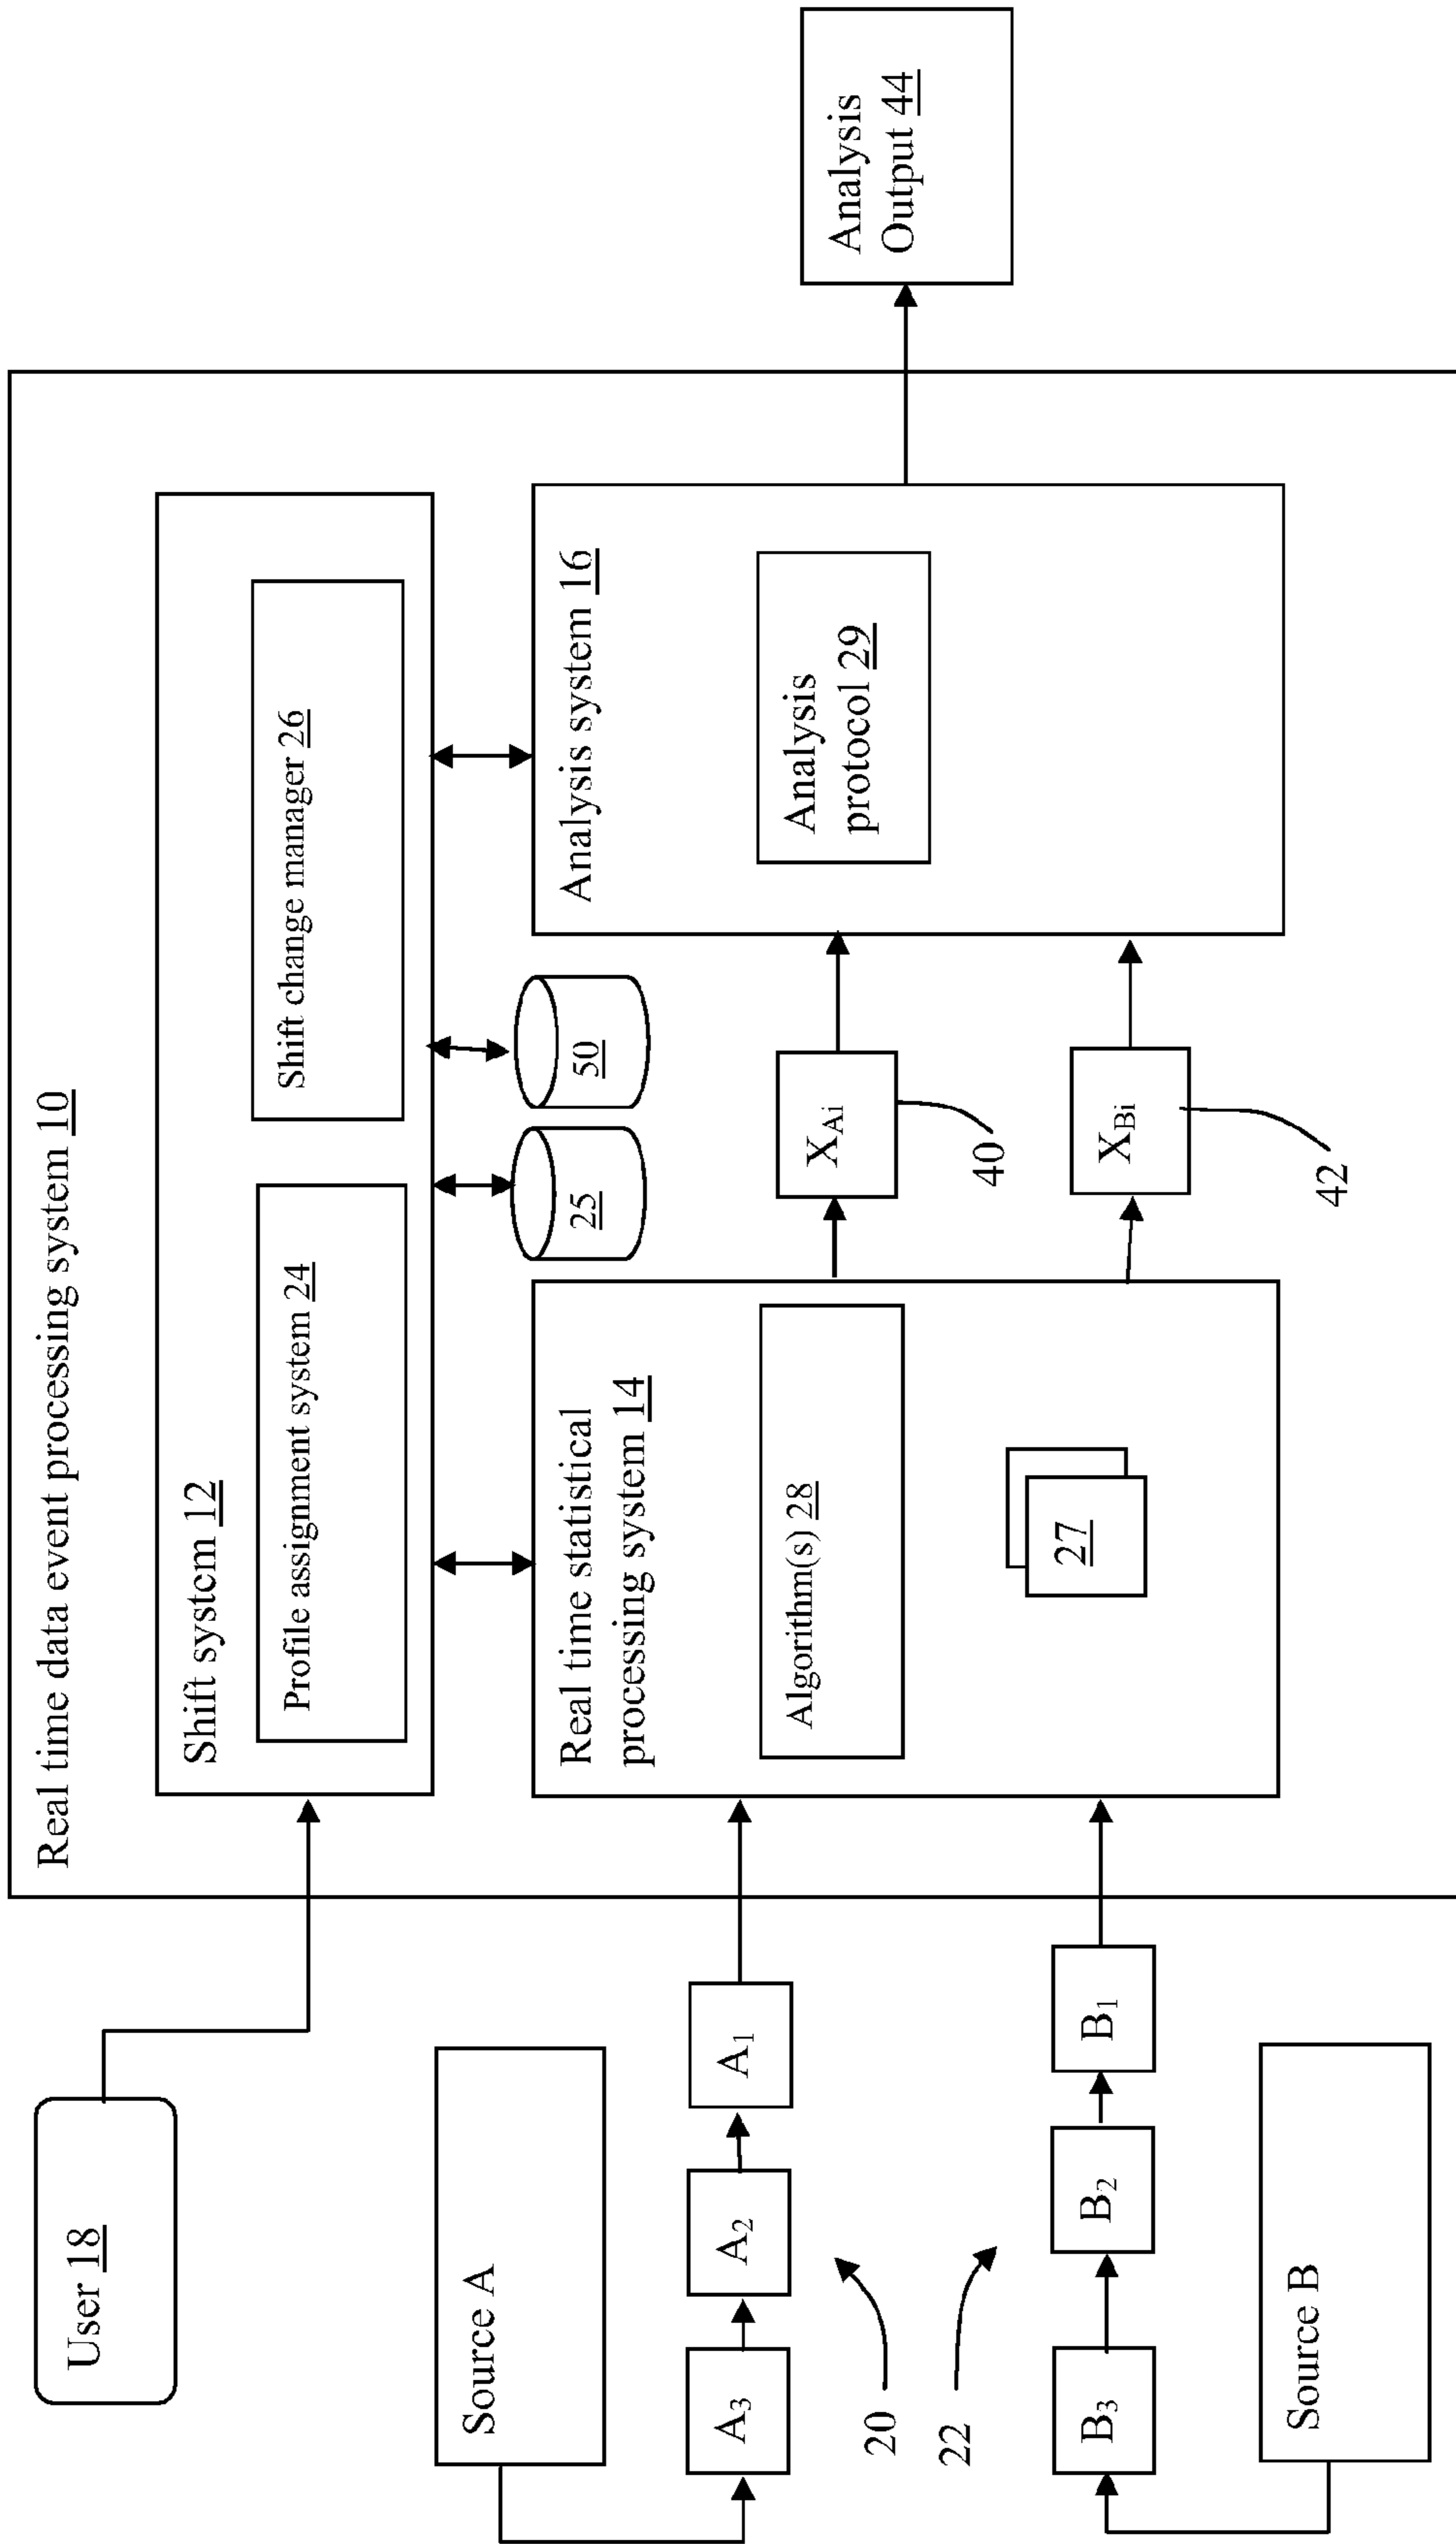 Real time data event processing system 10
User 18
Shift system 12
Profile assignment system 24
Shift change manager 26
25
50
Source A
A3
A2
A1
20
22
B3
B2
B1
Source B
Real time statistical
processing system 14
Algorithm(s) 28
27
XAi
40
XBi
42
Analysis system 16
Analysis
protocol 29
Analysis
Output 44